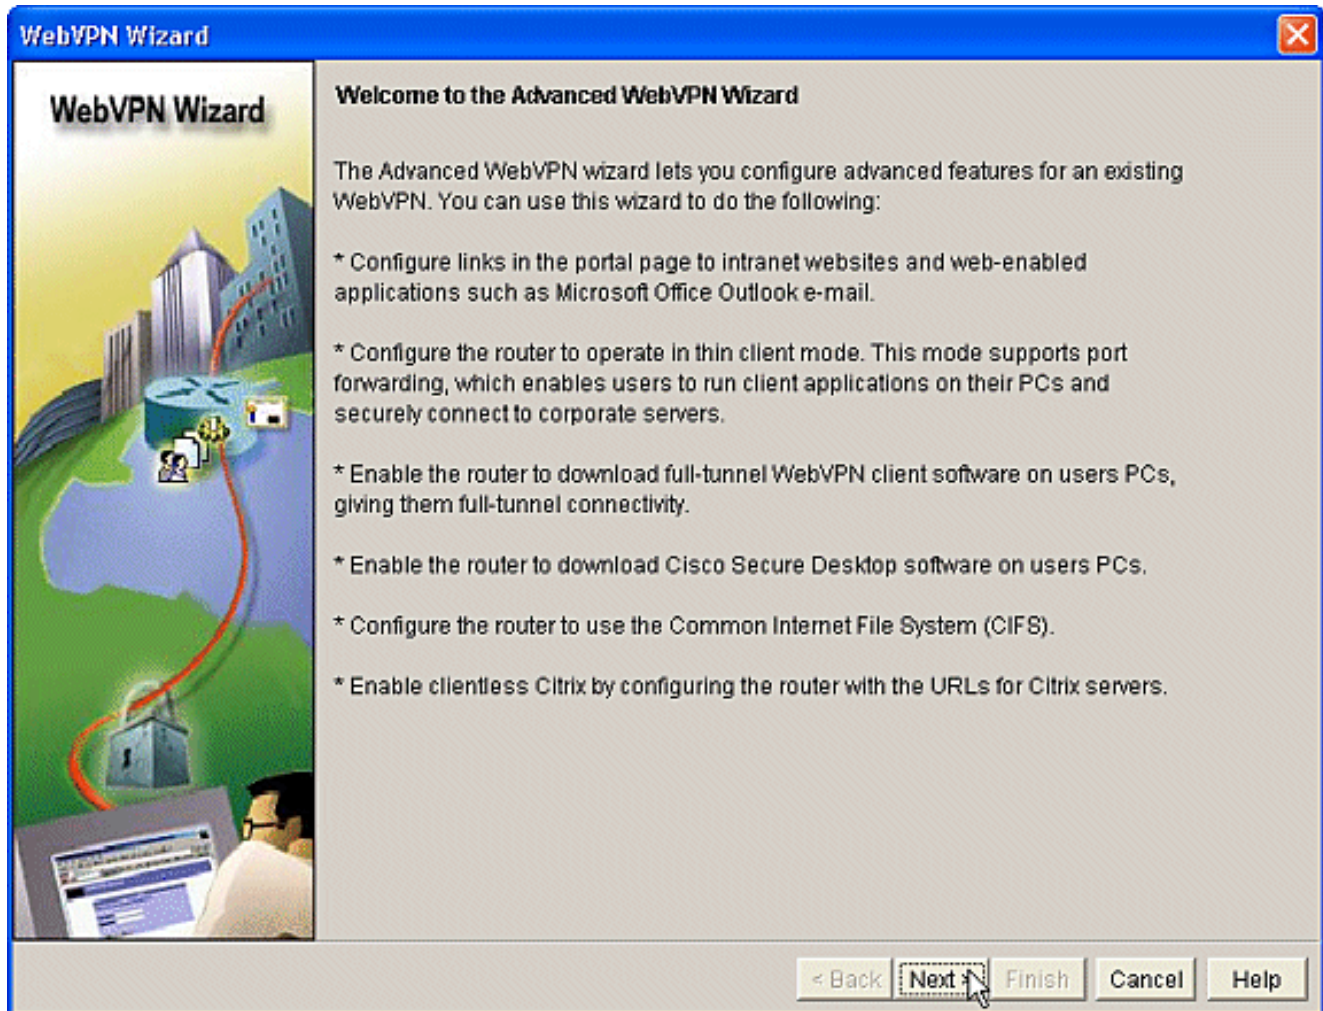 WebVPN Wizard
WebVPN Wizard
Welcome to the Advanced WebVPN Wizard
The Advanced WebVPN wizard lets you configure advanced features for an existing
WebVPN. You can use this wizard to do the following:
* Configure links in the portal page to intranet websites and web-enabled
applications such as Microsoft Office Outlook e-mail.
* Configure the router to operate in thin client mode. This mode supports port
forwarding, which enables users to run client applications on their PCs and
securely connect to corporate servers.
* Enable the router to download full-tunnel WebVPN client software on users PCs,
giving them full-tunnel connectivity.
* Enable the router to download Cisco Secure Desktop software on users PCs.
* Configure the router to use the Common Internet File System (CIFS).
* Enable clientless Citrix by configuring the router with the URLs for Citrix servers.
< Back Next > Finish Cancel Help